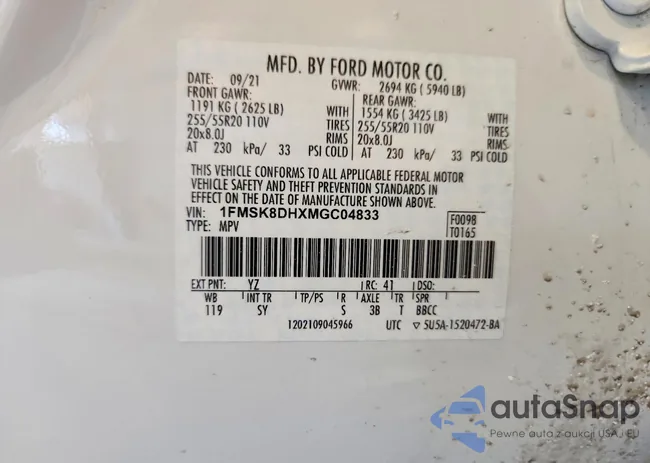 MFD. BY FORD MOTOR CO.
DATE: 09/21 GVWR: 2694 KG ( 5940 LB)
FRONT GAWR: REAR GAWR:
1191 KG ( 2625 LB) WITH 1554 KG ( 3425 LB) WITH
255/55R20 110V TIRES 255/55R20 110V TIRES
20x8.0J RIMS 20x8.0J RIMS
AT 230 kPa/ 33 PSI COLD AT 230 kPa/ 33 PSI COLD
THIS VEHICLE CONFORMS TO ALL APPLICABLE FEDERAL MOTOR
VEHICLE SAFETY AND THEFT PREVENTION STANDARDS IN
EFFECT ON THE DATE OF MANUFACTURE SHOWN ABOVE.
VIN: 1FMSK8DHXMGC04833 F0098
TYPE: MPV T0165
EXT PNT: YZ RC: 41 DSO:
WB INT TR TP/PS R AXLE TR SPR
119 SY S 3B T BBCC
1202109045966 UTC ▽ 5U5A-1520472-BA
autaSnap
Pewne auta z aukcji USA i EU